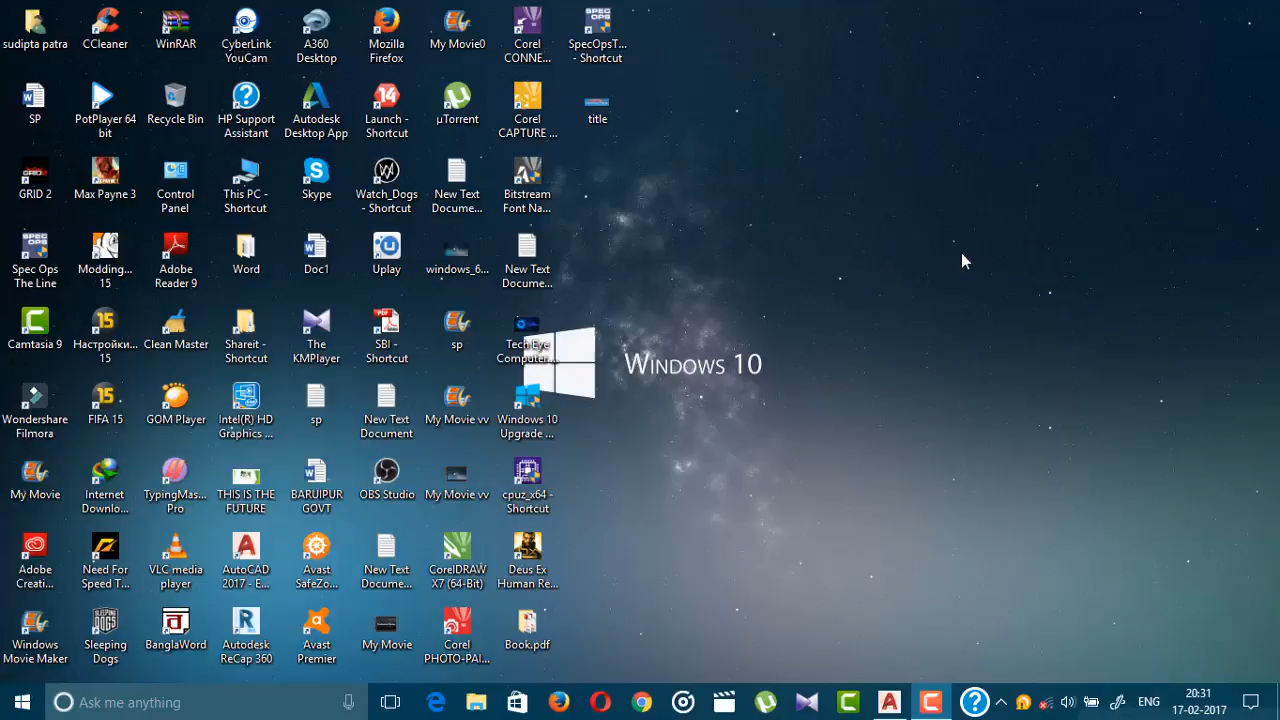 sudipta patra
CCleaner
WinRAR
CyberLink
YouCam
A360
Desktop
Mozilla
Firefox
My Movie0
Corel
CONNE...
SpecOpsT...
- Shortcut
SP
PotPlayer 64
bit
Recycle Bin
HP Support
Assistant
Autodesk
Desktop App
14
Launch -
Shortcut
µTorrent
Corel
CAPTURE ...
title
GRID 2
Max Payne 3
Control
Panel
This PC -
Shortcut
Skype
Watch_Dogs
- Shortcut
New Text
Docume...
Bitstream
Font Na...
Spec Ops
The Line
Modding...
15
Adobe
Reader 9
Word
Doc1
Uplay
windows_6...
New Text
Docume...
Camtasia 9
15
Настройки...
15
Clean Master
Shareit -
Shortcut
The
KMPlayer
PDF
SBI -
Shortcut
sp
Tech Eye
Computer...
WINDOWS 10
Wondershare
Filmora
15
FIFA 15
GOM Player
Intel(R) HD
Graphics ...
sp
New Text
Document
My Movie vv
Windows 10
Upgrade ...
My Movie
Internet
Downlo...
TypingMas...
Pro
THIS IS THE
FUTURE
BARUIPUR
GOVT
OBS Studio
My Movie vv
cpuz_x64 -
Shortcut
Adobe
Creati...
Need For
Speed T...
VLC media
player
AutoCAD
2017 - E...
Avast
SafeZo...
New Text
Docume...
CorelDRAW
X7 (64-Bit)
Deus Ex
Human Re...
Windows
Movie Maker
SLEEPING
DOGS
Sleeping
Dogs
BanglaWord
Autodesk
ReCap 360
Avast
Premier
My Movie
Corel
PHOTO-PAI...
Book.pdf
Ask me anything
ENG
20:31
17-02-2017